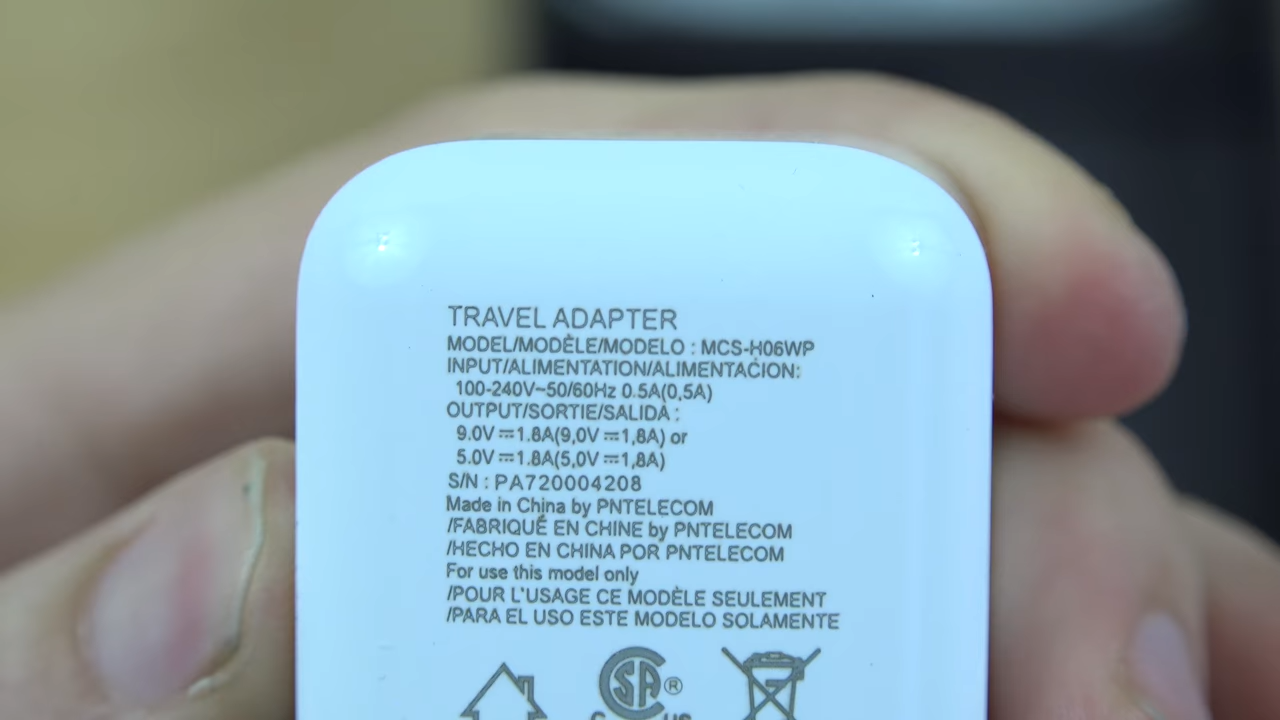 TRAVEL ADAPTER
MODEL/MODÈLE/MODELO : MCS-H06WP
INPUT/ALIMENTATION/ALIMENTACIÓN:
100-240V~50/60Hz 0.5A(0,5A)
OUTPUT/SORTIE/SALIDA :
9.0V ⎓1.8A(9,0V ⎓1,8A) or
5.0V ⎓1.8A(5,0V ⎓1,8A)
S/N : PA720004208
Made in China by PNTELECOM
/FABRIQUÉ EN CHINE by PNTELECOM
/HECHO EN CHINA POR PNTELECOM
For use this model only
/POUR L'USAGE CE MODÈLE SEULEMENT
/PARA EL USO ESTE MODELO SOLAMENTE
SA®
C US